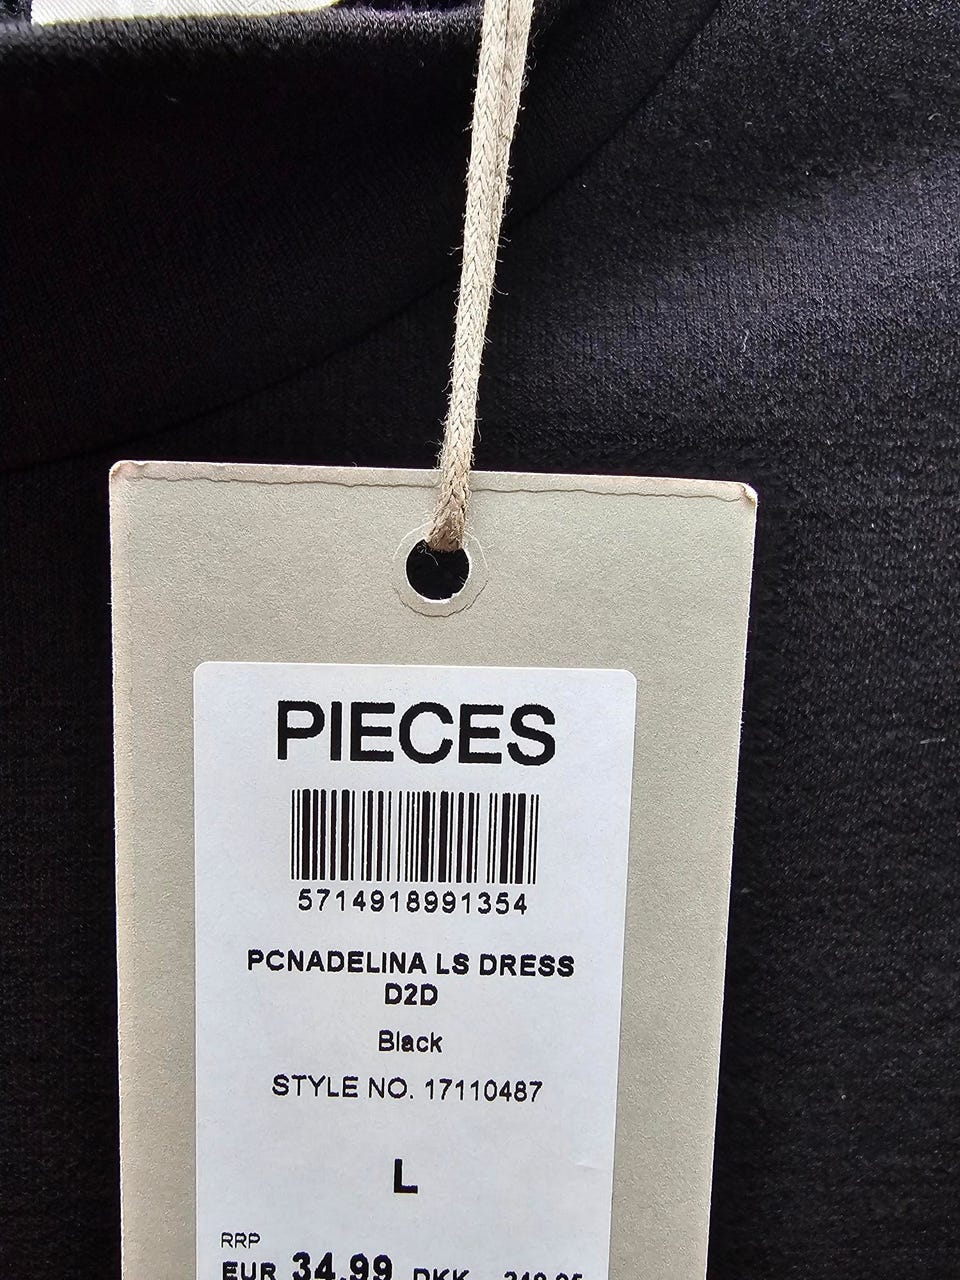 PIECES
5714918991354
PCNADELINA LS DRESS
D2D
Black
STYLE NO. 17110487
L
RRP
EUR 34.99 DKK